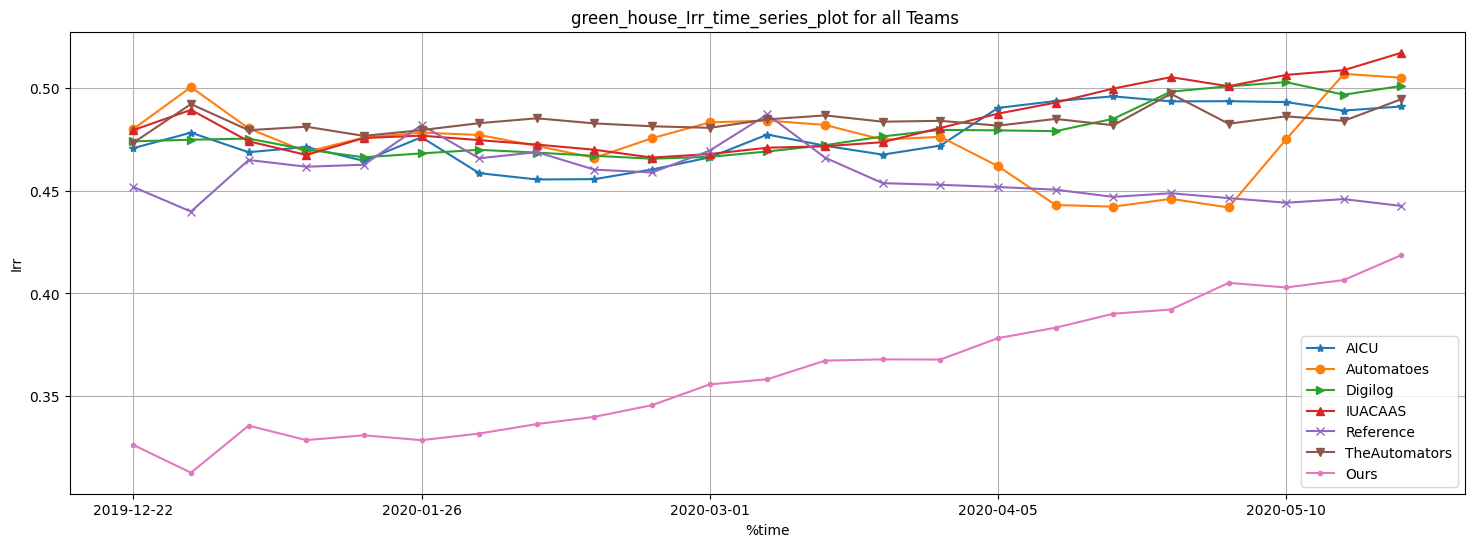 green_house_Irr_time_series_plot for all Teams
0.50
0.45
0.40
0.35
Irr
2019-12-22
2020-01-26
2020-03-01
2020-04-05
2020-05-10
%time
AICU
Automatoes
Digilog
IUACAAS
Reference
TheAutomators
Ours